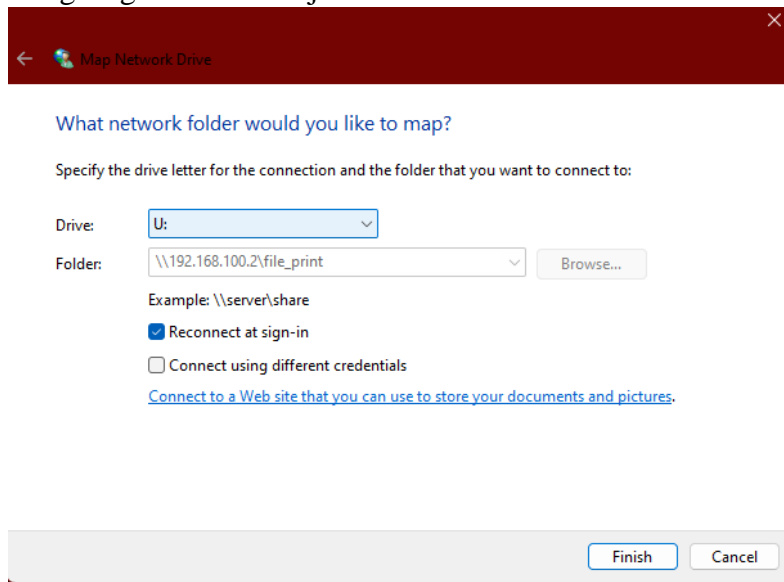 Map Network Drive
What network folder would you like to map?
Specify the drive letter for the connection and the folder that you want to connect to:
Drive: U:
Folder: \\192.168.100.2\file_print Browse...
Example: \\server\share
Reconnect at sign-in
Connect using different credentials
Connect to a Web site that you can use to store your documents and pictures.
Finish Cancel